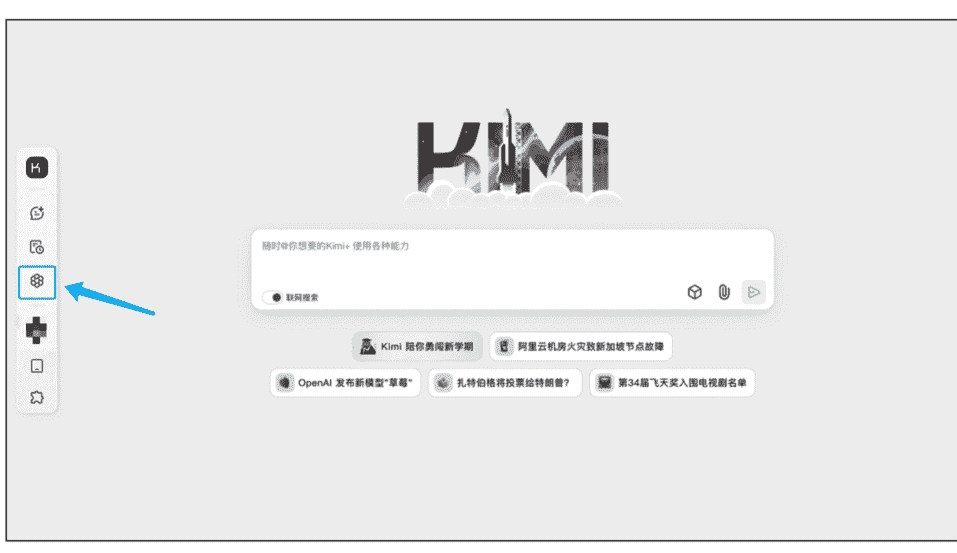 KIMI
K
随时@你想要的Kimi+ 使用各种能力
联网搜索
Kimi 陪你勇闯新学期
阿里云机房火灾致新加坡节点故障
OpenAI 发布新模型"草莓"
扎特伯格将投票给特朗普?
第34届飞天奖入围电视剧名单